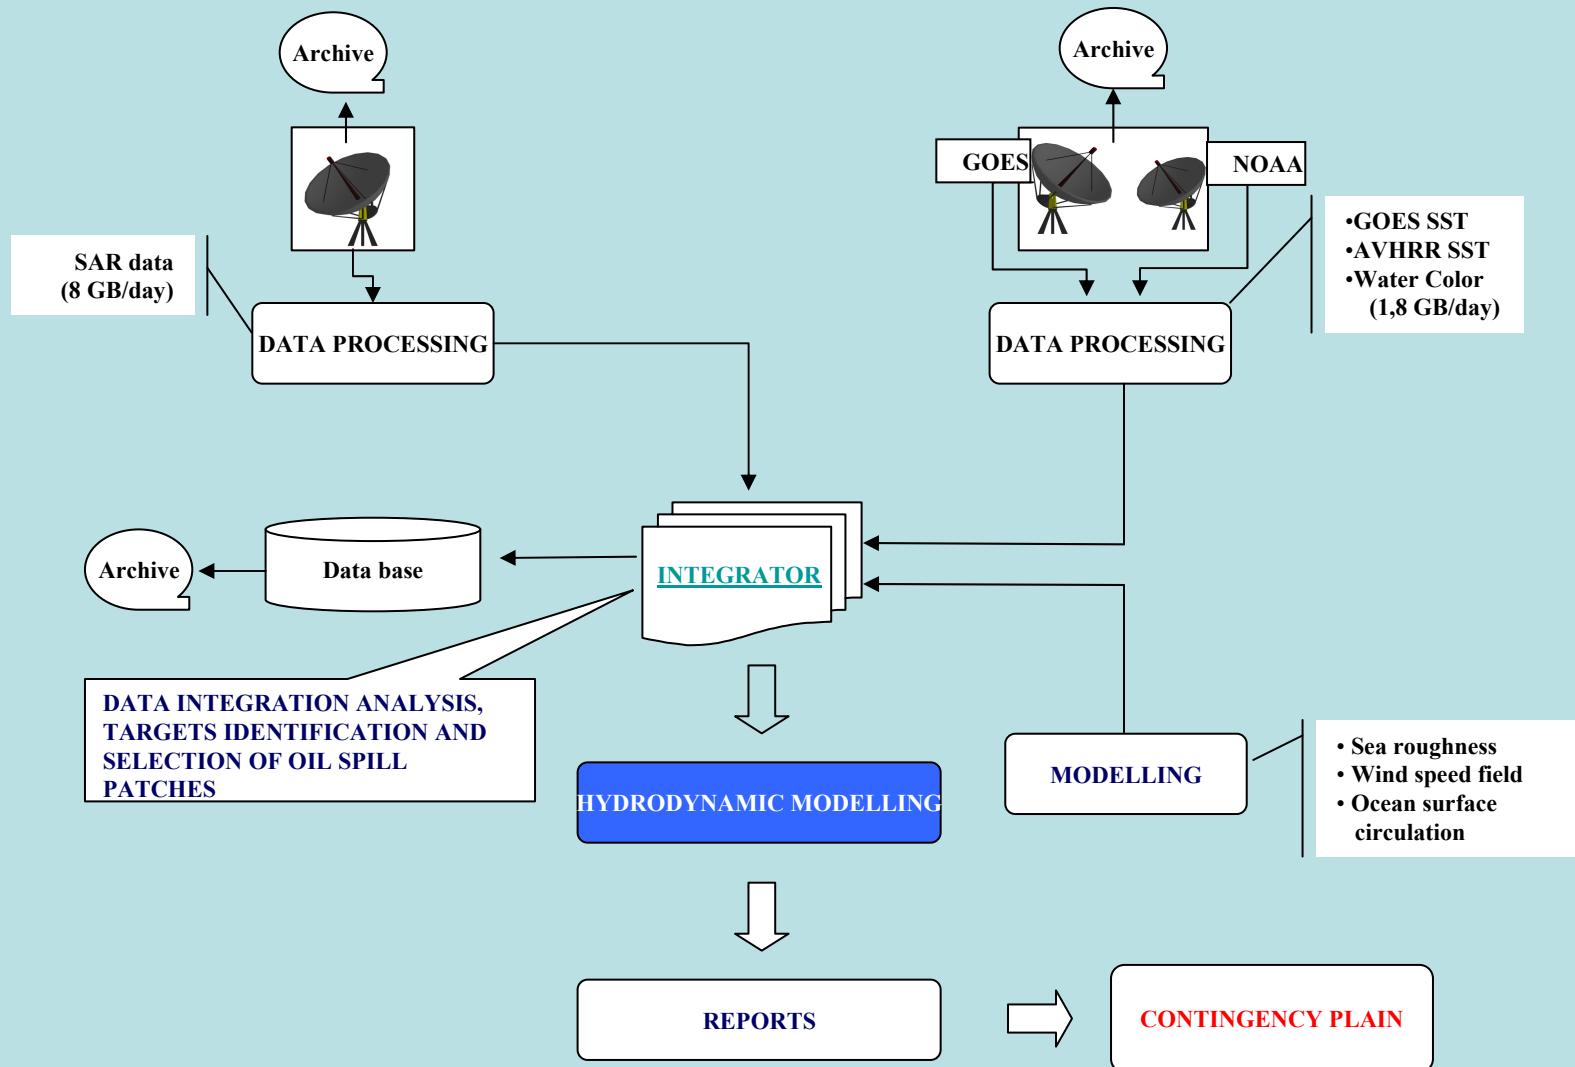 Archive
Archive
GOES
NOAA
SAR data
(8 GB/day)
•GOES SST
•AVHRR SST
•Water Color
(1,8 GB/day)
DATA PROCESSING
DATA PROCESSING
Archive
Data base
INTEGRATOR
DATA INTEGRATION ANALYSIS,
TARGETS IDENTIFICATION AND
SELECTION OF OIL SPILL
PATCHES
HYDRODYNAMIC MODELLING
MODELLING
• Sea roughness
• Wind speed field
• Ocean surface
circulation
REPORTS
CONTINGENCY PLAIN